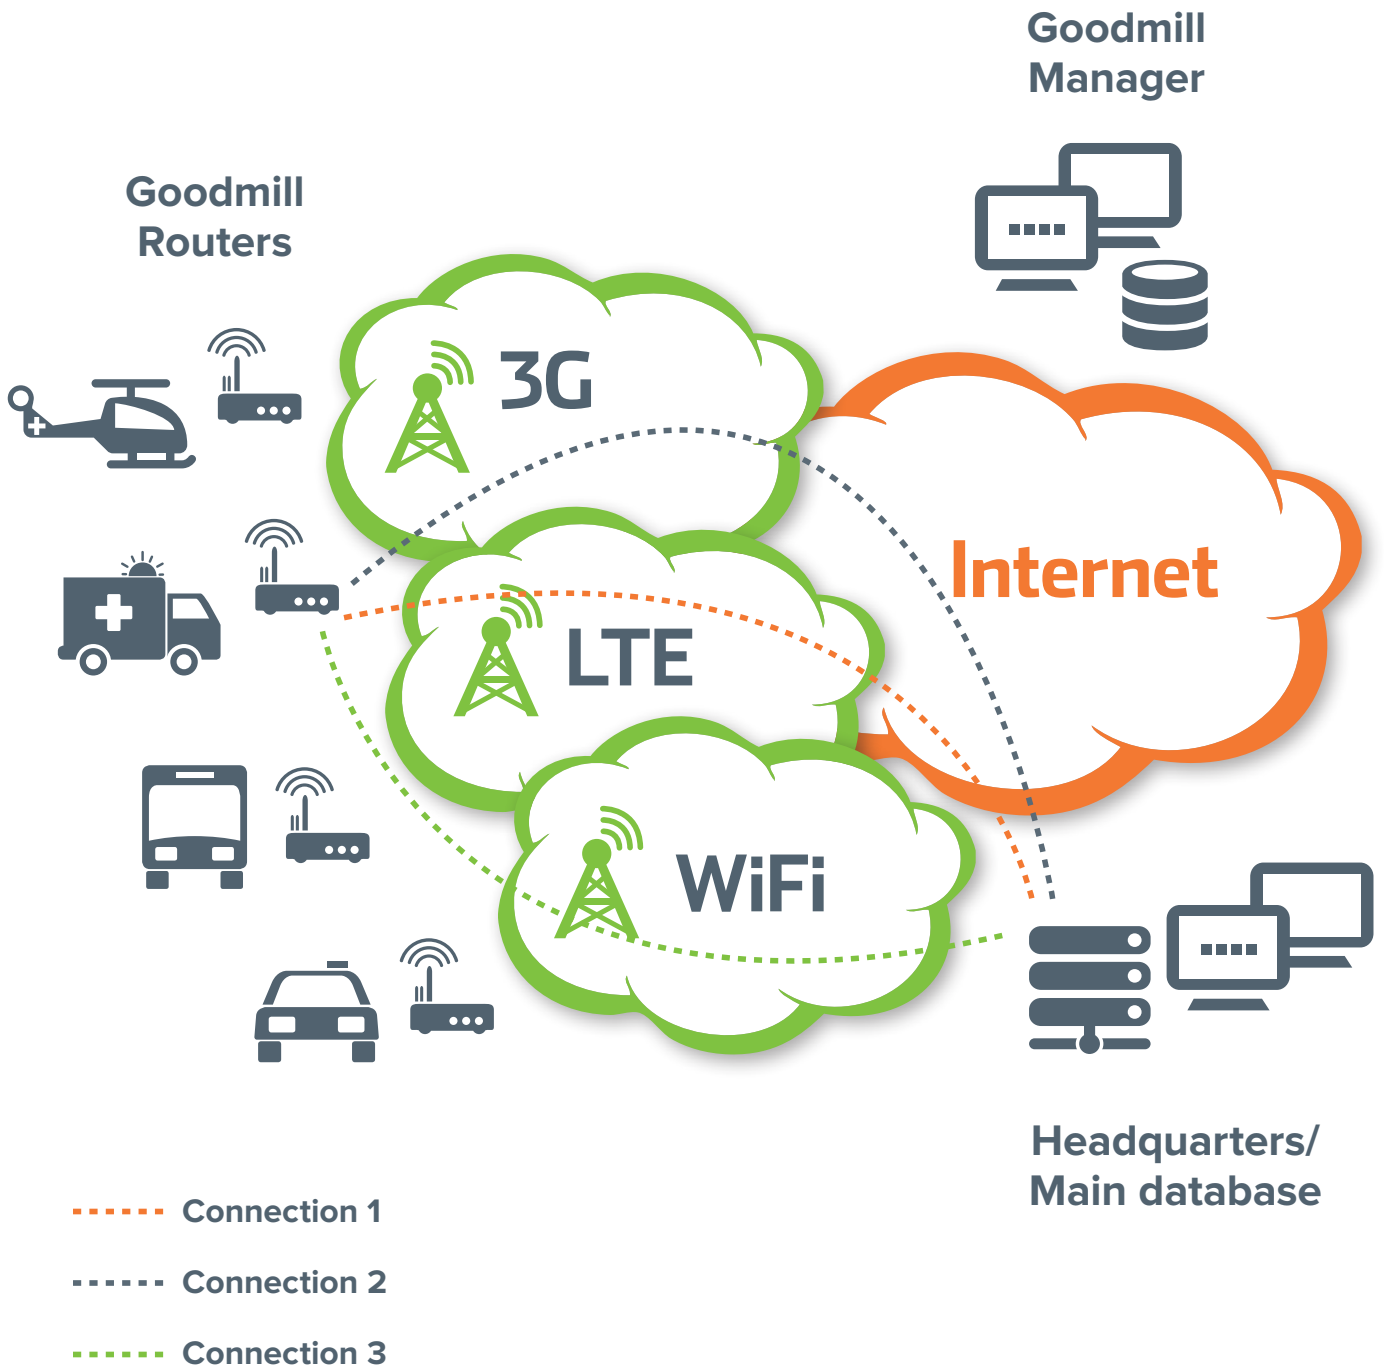 Goodmill
Manager
Goodmill
Routers
3G
Internet
LTE
WiFi
Headquarters/
Main database
Connection 1
Connection 2
Connection 3